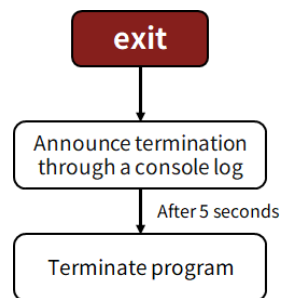 exit
Announce termination
through a console log
After 5 seconds
Terminate program